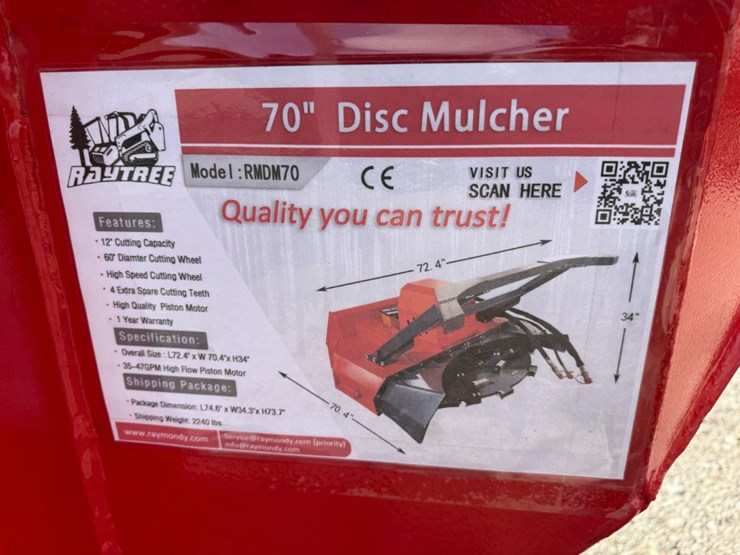 70" Disc Mulcher
RAYTREE
Model:RMDM70
CE
VISIT US
SCAN HERE
Quality you can trust!
Features:
· 12" Cutting Capacity
· 60" Diamter Cutting Wheel
· High Speed Cutting Wheel
· 4 Extra Spare Cutting Teeth
· High Quality Piston Motor
· 1 Year Warranty
Specification:
· Overall Size : L72.4" x W 70.4"x H34"
· 35-47GPM High Flow Piston Motor
Shipping Package:
· Package Dimension: L74.6" x W34.3"x H73.7"
· Shipping Weight: 2240 lbs
www.raymondy.com
Service@raymondy.com (priority)
info@raymondy.com
72.4"
34"
70.4"